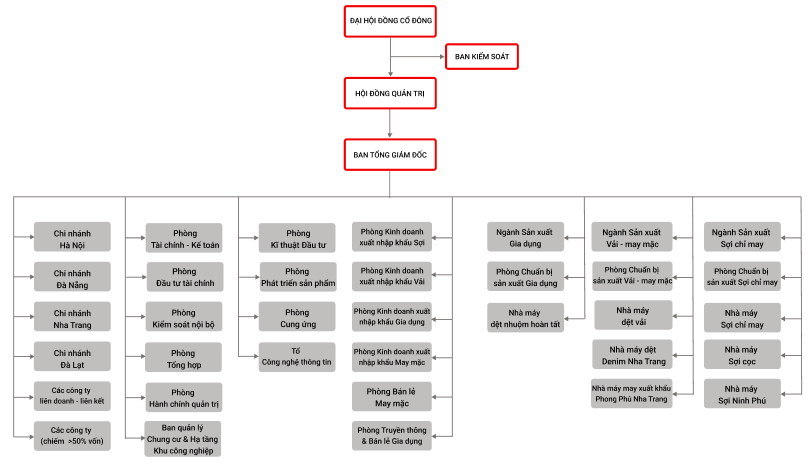 ĐẠI HỘI ĐỒNG CỔ ĐÔNG
BAN KIỂM SOÁT
HỘI ĐỒNG QUẢN TRỊ
BAN TỔNG GIÁM ĐỐC
Chi nhánh
Hà Nội
Chi nhánh
Đà Nẵng
Chi nhánh
Nha Trang
Chi nhánh
Đà Lạt
Các công ty
liên doanh - liên kết
Các công ty
(chiếm >50% vốn)
Phòng
Tài chính - Kế toán
Phòng
Đầu tư tài chính
Phòng
Kiểm soát nội bộ
Phòng
Tổng hợp
Phòng
Hành chính quản trị
Ban quản lý
Chung cư & Hạ tầng
Khu công nghiệp
Phòng
Kĩ thuật Đầu tư
Phòng
Phát triển sản phẩm
Phòng
Cung ứng
Tổ
Công nghệ thông tin
Phòng Kinh doanh
xuất nhập khẩu Sợi
Phòng Kinh doanh
xuất nhập khẩu Vải
Phòng Kinh doanh xuất
nhập khẩu Gia dụng
Phòng Kinh doanh xuất
nhập khẩu May mặc
Phòng Bán lẻ
May mặc
Phòng Truyền thông
& Bán lẻ Gia dụng
Ngành Sản xuất
Gia dụng
Phòng Chuẩn bị
sản xuất Gia dụng
Nhà máy
dệt nhuộm hoàn tất
Ngành Sản xuất
Vải - may mặc
Phòng Chuẩn bị
sản xuất Vải - may mặc
Nhà máy
dệt vải
Nhà máy dệt
Denim Nha Trang
Nhà máy may xuất khẩu
Phong Phú Nha Trang
Ngành Sản xuất
Sợi chỉ may
Phòng Chuẩn bị
sản xuất Sợi chỉ may
Nhà máy
Sợi chỉ may
Nhà máy
Sợi cọc
Nhà máy
Sợi Ninh Phú